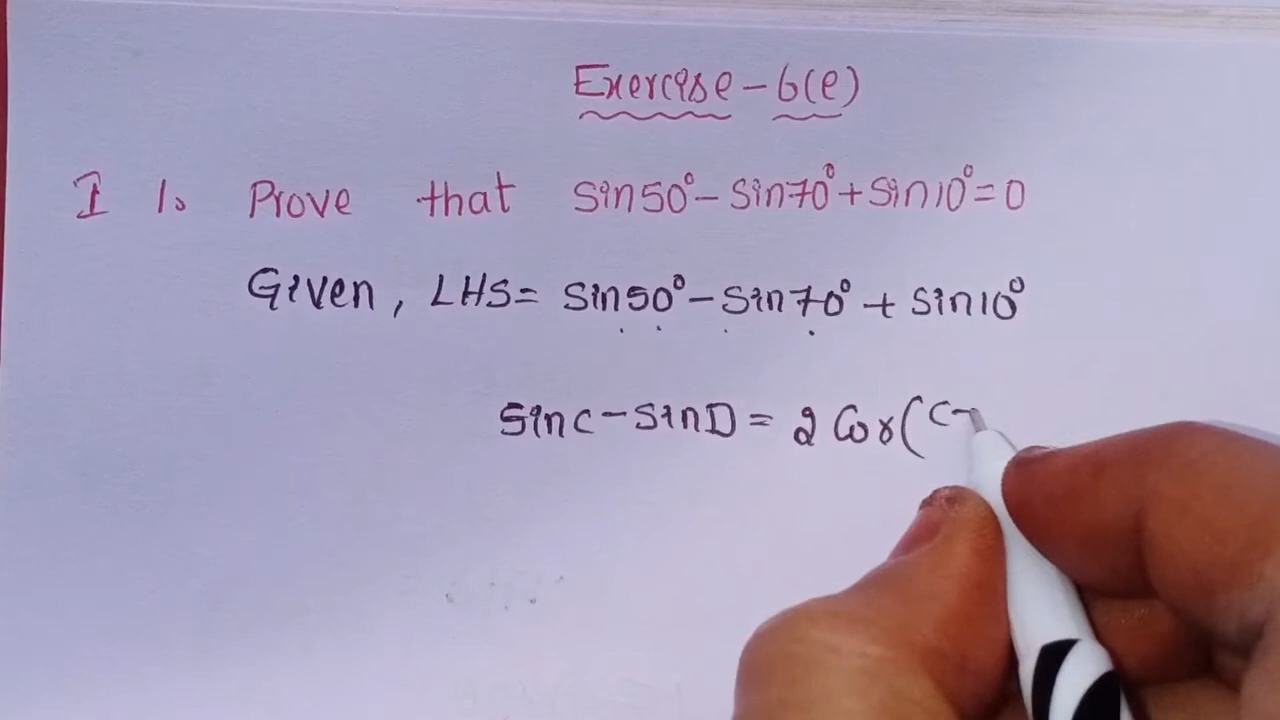 Exercise - 6(e)
I 1. Prove that Sin50° - Sin70° + Sin10° = 0
Given, LHS = Sin50° - Sin70° + Sin10°
Sinc - SinD = 2 Cos(C